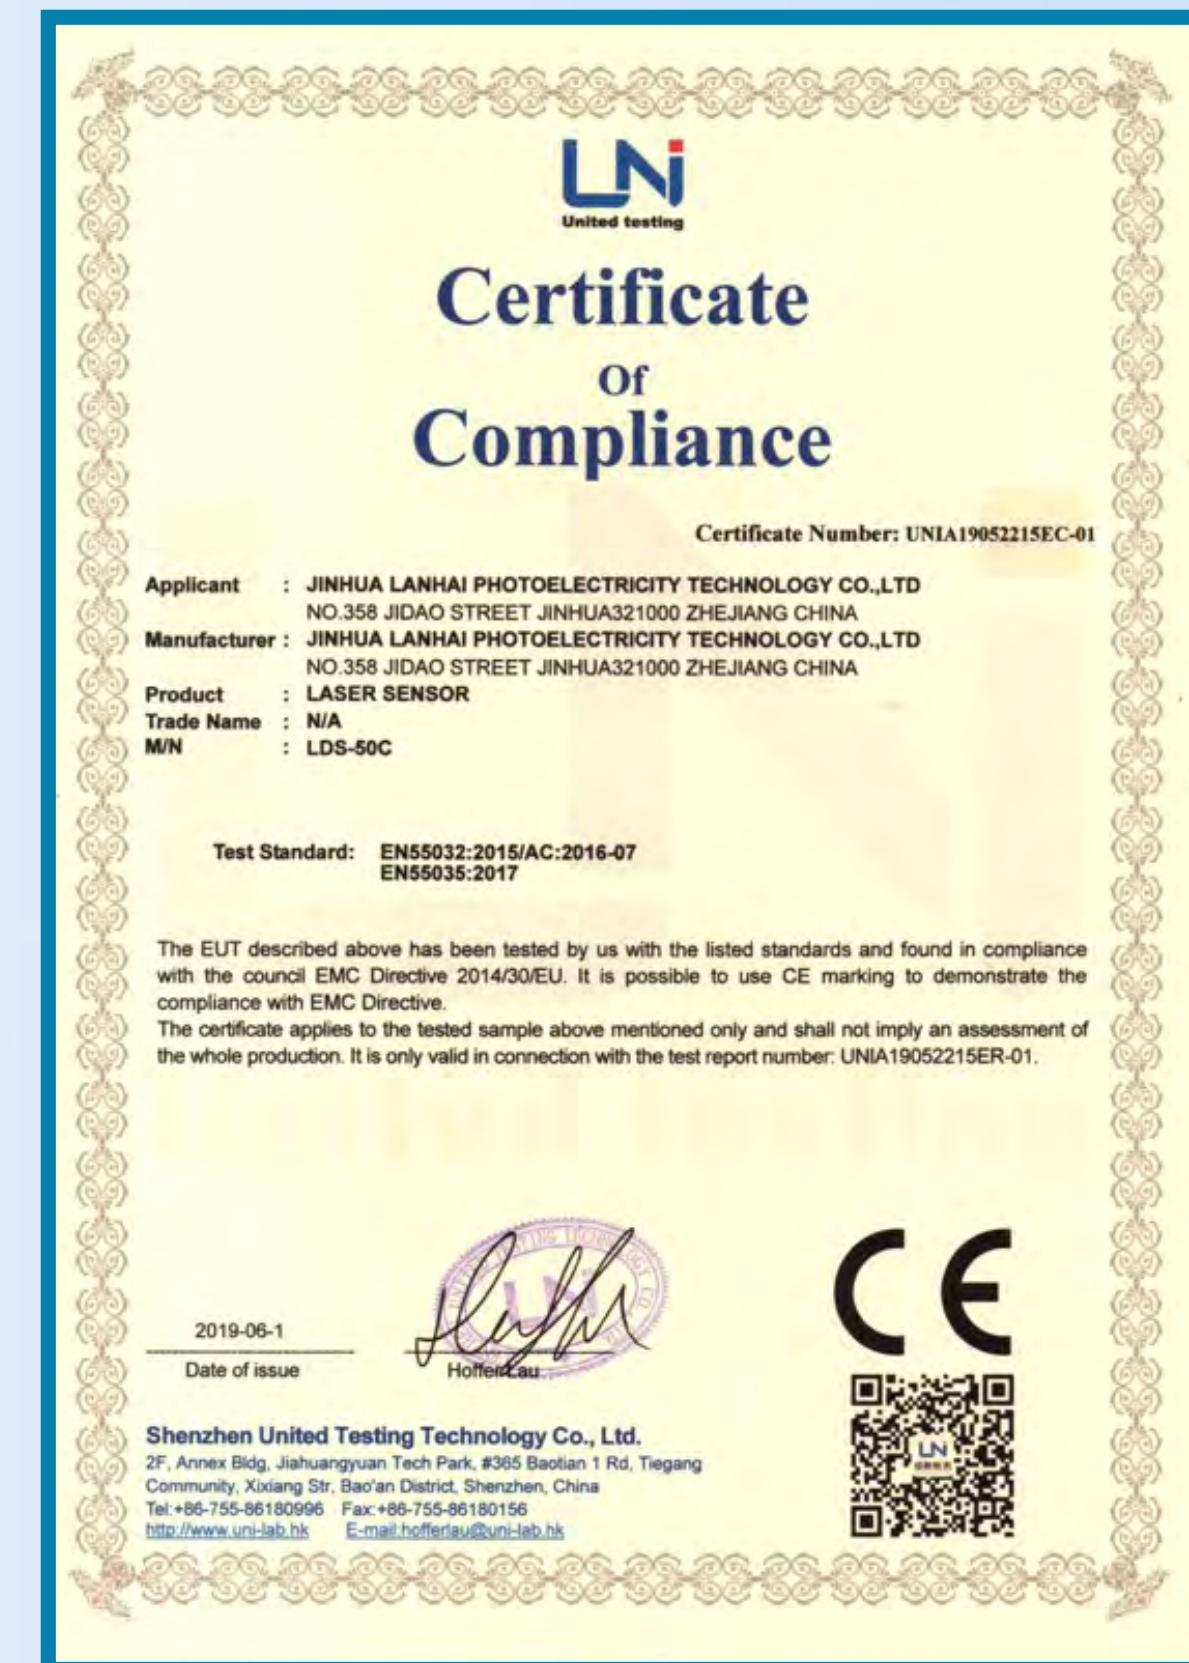 LNi
United testing
Certificate
Of
Compliance
Certificate Number: UNIA19052215EC-01
Applicant : JINHUA LANHAI PHOTOELECTRICITY TECHNOLOGY CO.,LTD
NO.358 JIDAO STREET JINHUA321000 ZHEJIANG CHINA
Manufacturer : JINHUA LANHAI PHOTOELECTRICITY TECHNOLOGY CO.,LTD
NO.358 JIDAO STREET JINHUA321000 ZHEJIANG CHINA
Product : LASER SENSOR
Trade Name : N/A
M/N : LDS-50C
Test Standard: EN55032:2015/AC:2016-07
EN55035:2017
The EUT described above has been tested by us with the listed standards and found in compliance
with the council EMC Directive 2014/30/EU. It is possible to use CE marking to demonstrate the
compliance with EMC Directive.
The certificate applies to the tested sample above mentioned only and shall not imply an assessment of
the whole production. It is only valid in connection with the test report number: UNIA19052215ER-01.
2019-06-1
Date of issue
Hoffer Lau
CE
Shenzhen United Testing Technology Co., Ltd.
2F, Annex Bldg, Jiahuangyuan Tech Park, #365 Baotian 1 Rd, Tiegang
Community, Xixiang Str, Bao'an District, Shenzhen, China
Tel:+86-755-86180996 Fax:+86-755-86180156
http://www.uni-lab.hk E-mail:hofferlau@uni-lab.hk
LN